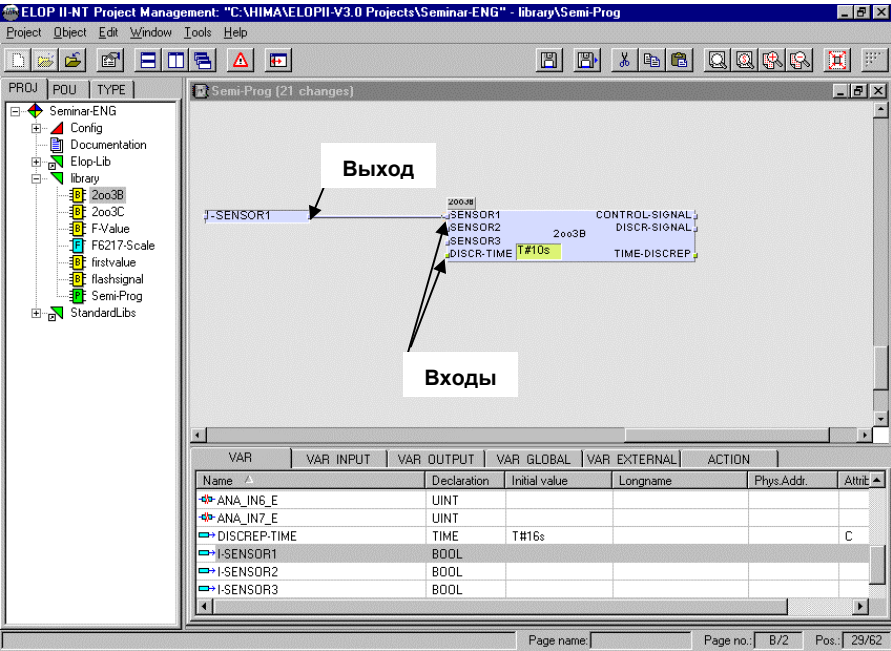 ELOP II-NT Project Management: "C:\HIMA\ELOPII-V3.0 Projects\Seminar-ENG" - library\Semi-Prog
Project Object Edit Window Tools Help
PROJ POU TYPE
Seminar-ENG
Config
Documentation
Elop-Lib
library
2oo3B
2oo3C
F-Value
F6217-Scale
firstvalue
flashsignal
Semi-Prog
StandardLibs
Semi-Prog (21 changes)
Выход
2OO3B
I-SENSOR1
SENSOR1 CONTROL-SIGNAL
SENSOR2 DISCR-SIGNAL
2oo3B
SENSOR3
DISCR-TIME T#10s TIME-DISCREP
Входы
VAR VAR INPUT VAR OUTPUT VAR GLOBAL VAR EXTERNAL ACTION
Name Declaration Initial value Longname Phys.Addr. Attrib
ANA_IN6_E UINT
ANA_IN7_E UINT
DISCREP-TIME TIME T#16s C
I-SENSOR1 BOOL
I-SENSOR2 BOOL
I-SENSOR3 BOOL
Page name: Page no.: B/2 Pos.: 29/62